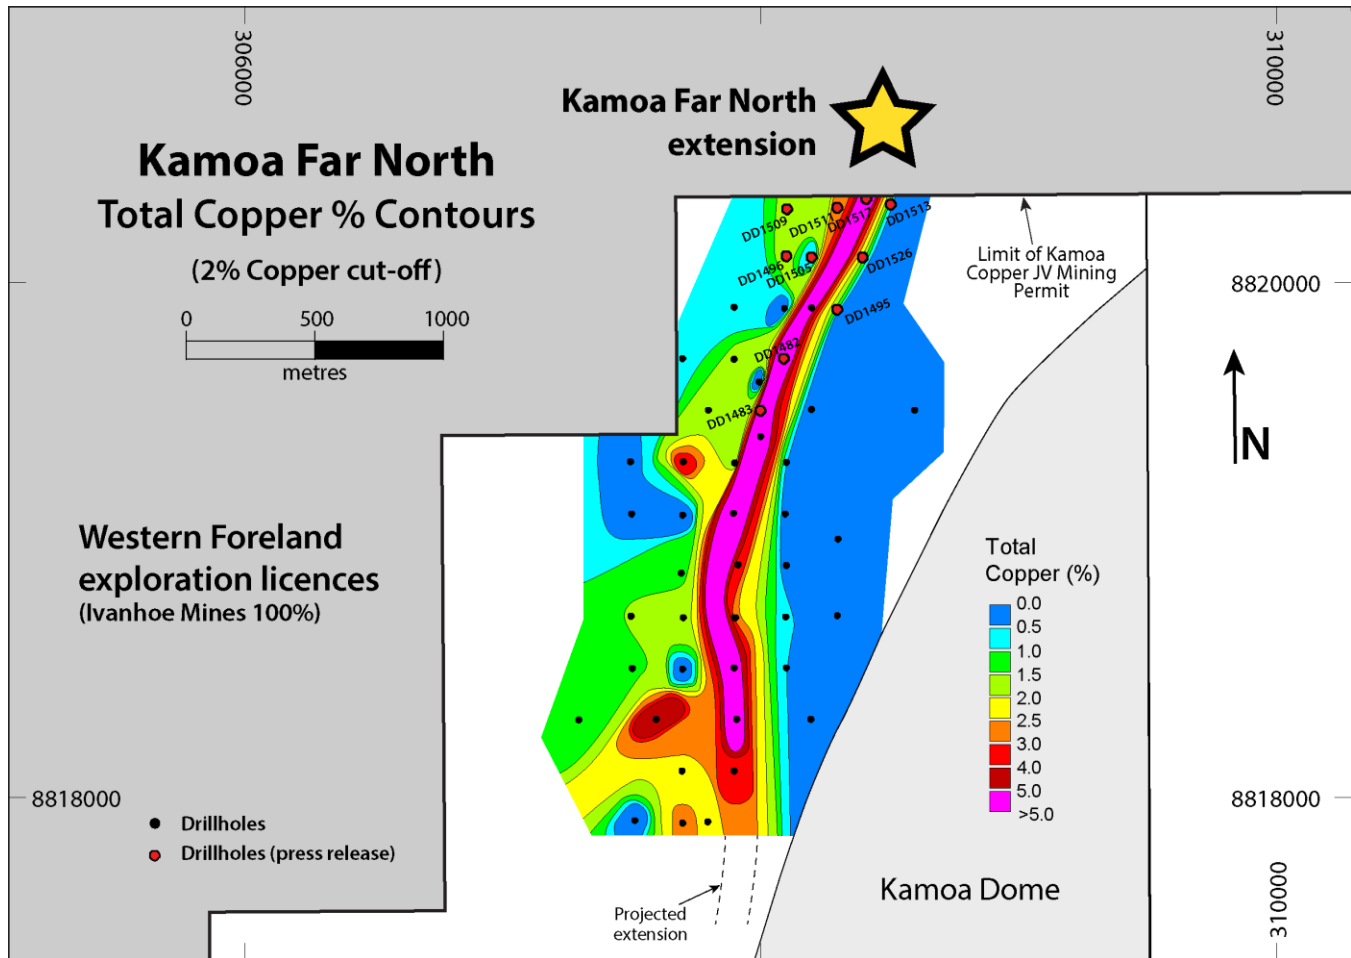 306000
310000
Kamoa Far North
extension
Kamoa Far North
Total Copper % Contours
(2% Copper cut-off)
0 500 1000
metres
DD1509
DD1511
DD1517
DD1513
DD1496
DD1505
DD1526
DD1495
DD1482
DD1483
Limit of Kamoa
Copper JV Mining
Permit
8820000
N
Western Foreland
exploration licences
(Ivanhoe Mines 100%)
Total
Copper (%)
0.0
0.5
1.0
1.5
2.0
2.5
3.0
4.0
5.0
>5.0
8818000
8818000
Drillholes
Drillholes (press release)
Projected
extension
Kamoa Dome
310000